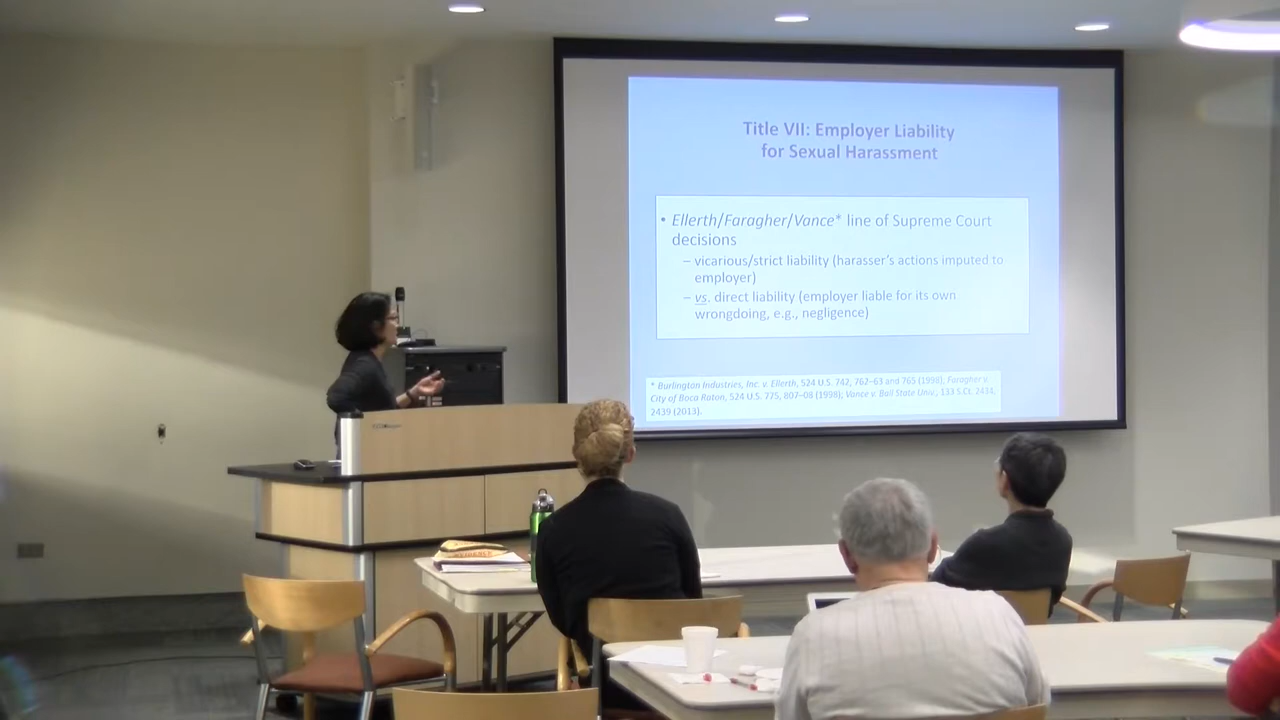 Title VII: Employer Liability
for Sexual Harassment
• Ellerth/Faragher/Vance* line of Supreme Court
decisions
– vicarious/strict liability (harasser's actions imputed to
employer)
– vs. direct liability (employer liable for its own
wrongdoing, e.g., negligence)
* Burlington Industries, Inc. v. Ellerth, 524 U.S. 742, 762–63 and 765 (1998); Faragher v.
City of Boca Raton, 524 U.S. 775, 807–08 (1998); Vance v. Ball State Univ., 133 S.Ct. 2434,
2439 (2013).